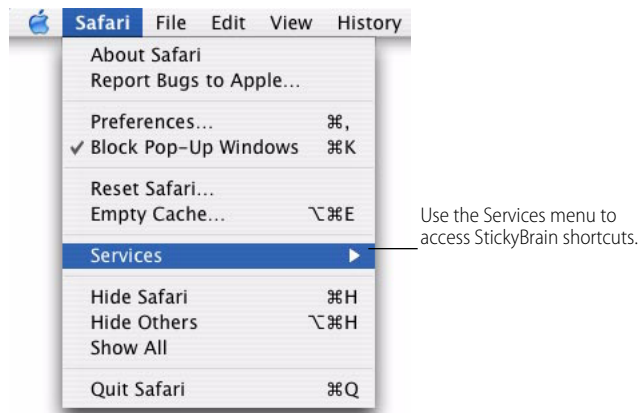 Safari File Edit View History
About Safari
Report Bugs to Apple...
Preferences... ⌘,
✓ Block Pop-Up Windows ⌘K
Reset Safari...
Empty Cache... ⌥⌘E
Services ▶
Hide Safari ⌘H
Hide Others ⌥⌘H
Show All
Quit Safari ⌘Q
Use the Services menu to
access StickyBrain shortcuts.